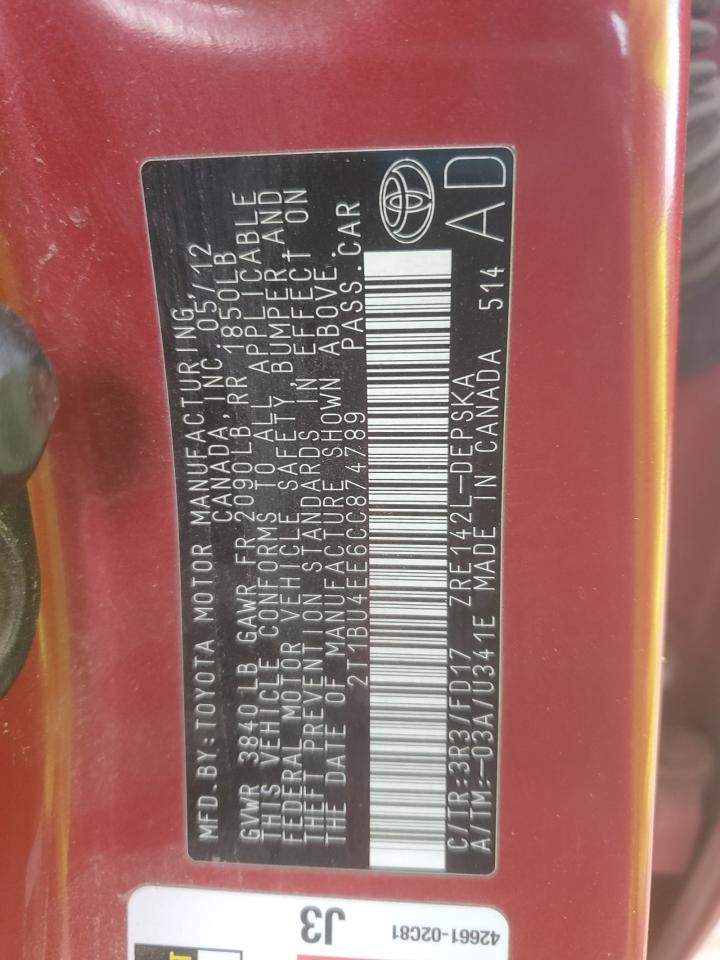 MFD. BY: TOYOTA MOTOR MANUFACTURING,
CANADA, INC. 05/12
GVWR 3840 LB GAWR FR 2090LB, RR 1850LB
THIS VEHICLE CONFORMS TO ALL APPLICABLE
FEDERAL MOTOR VEHICLE SAFETY, BUMPER, AND
THEFT PREVENTION STANDARDS IN EFFECT ON
THE DATE OF MANUFACTURE SHOWN ABOVE.
2T1BU4EE6CC874789 PASS. CAR
C/TR: 3R3/FD17 ZRE142L-DEPSKA
A/TM: -03A/U341E MADE IN CANADA 514
AD
42661-02C81
J3